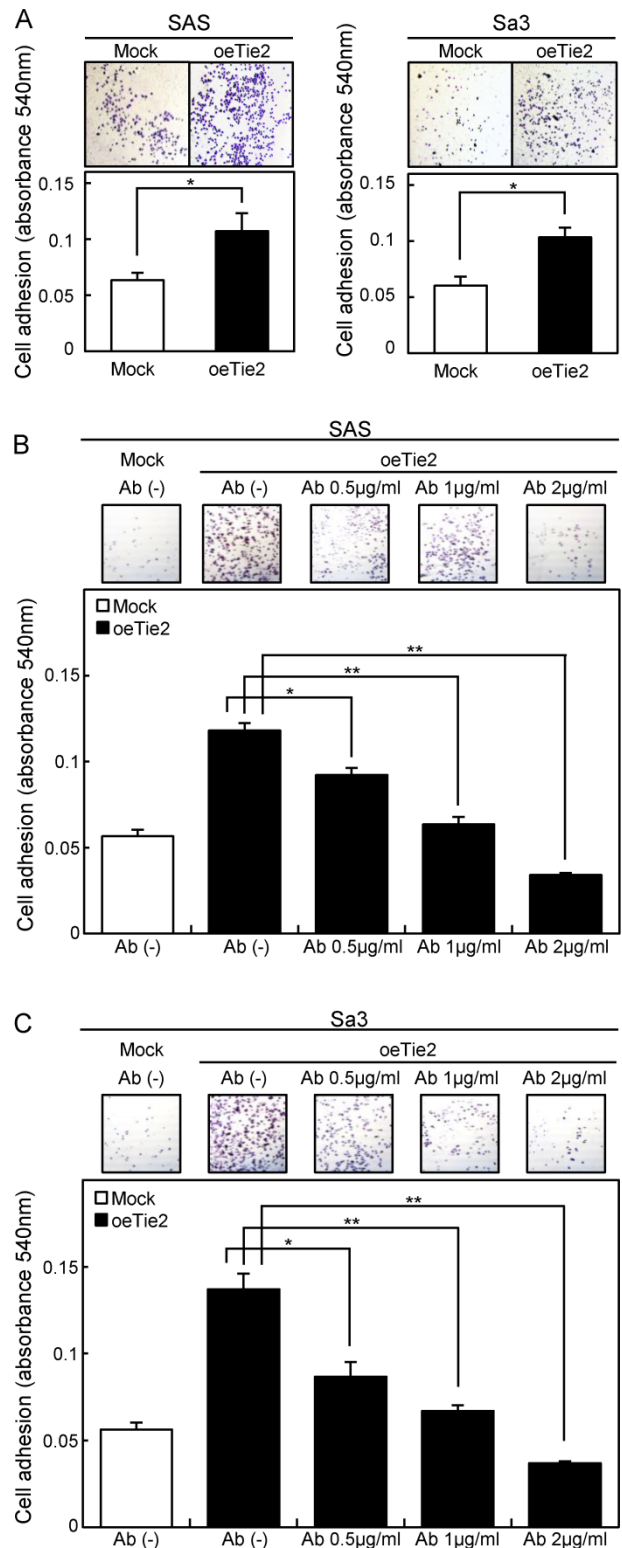 A
SAS
Mock oeTie2
Cell adhesion (absorbance 540nm)
0.15
0.1
0.05
0
*
Mock oeTie2
Sa3
Mock oeTie2
Cell adhesion (absorbance 540nm)
0.15
0.1
0.05
0
*
Mock oeTie2
B
SAS
Mock oeTie2
Ab (-) Ab (-) Ab 0.5µg/ml Ab 1µg/ml Ab 2µg/ml
Mock
oeTie2
Cell adhesion (absorbance 540nm)
0.15
0.1
0.05
0
**
**
*
Ab (-) Ab (-) Ab 0.5µg/ml Ab 1µg/ml Ab 2µg/ml
C
Sa3
Mock oeTie2
Ab (-) Ab (-) Ab 0.5µg/ml Ab 1µg/ml Ab 2µg/ml
Mock
oeTie2
Cell adhesion (absorbance 540nm)
0.15
0.1
0.05
0
**
**
*
Ab (-) Ab (-) Ab 0.5µg/ml Ab 1µg/ml Ab 2µg/ml